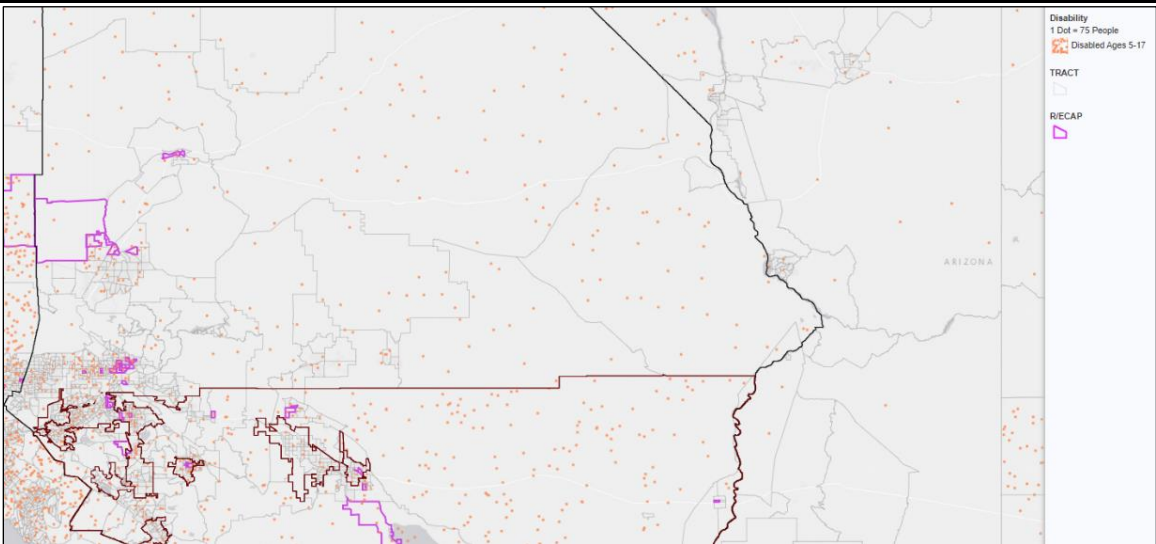 Disability
1 Dot = 75 People
Disabled Ages 5-17
TRACT
R/ECAP
ARIZONA